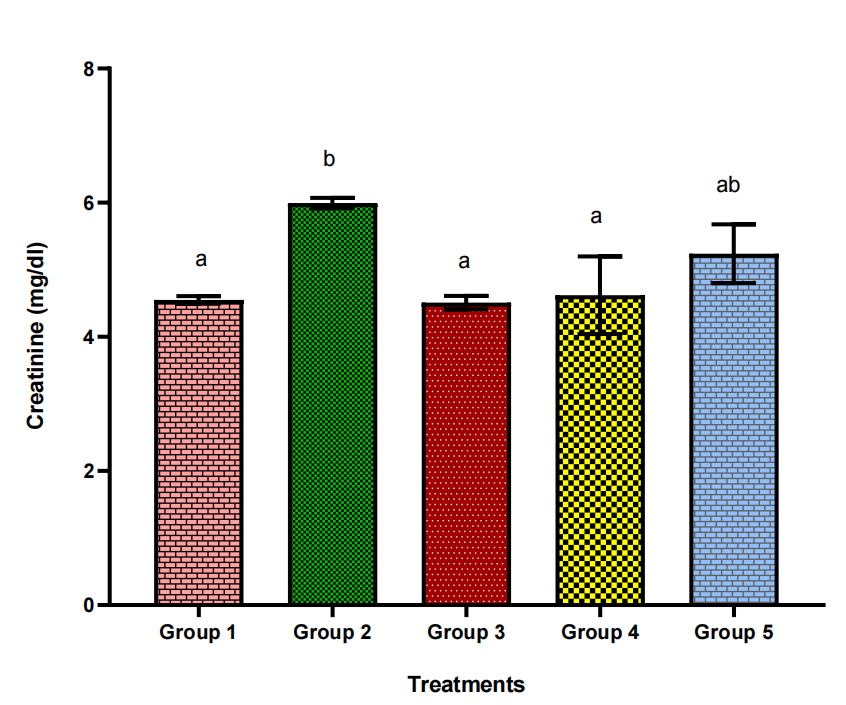 Creatinine (mg/dl)
8
6
4
2
0
a
b
a
a
ab
Group 1 Group 2 Group 3 Group 4 Group 5
Treatments